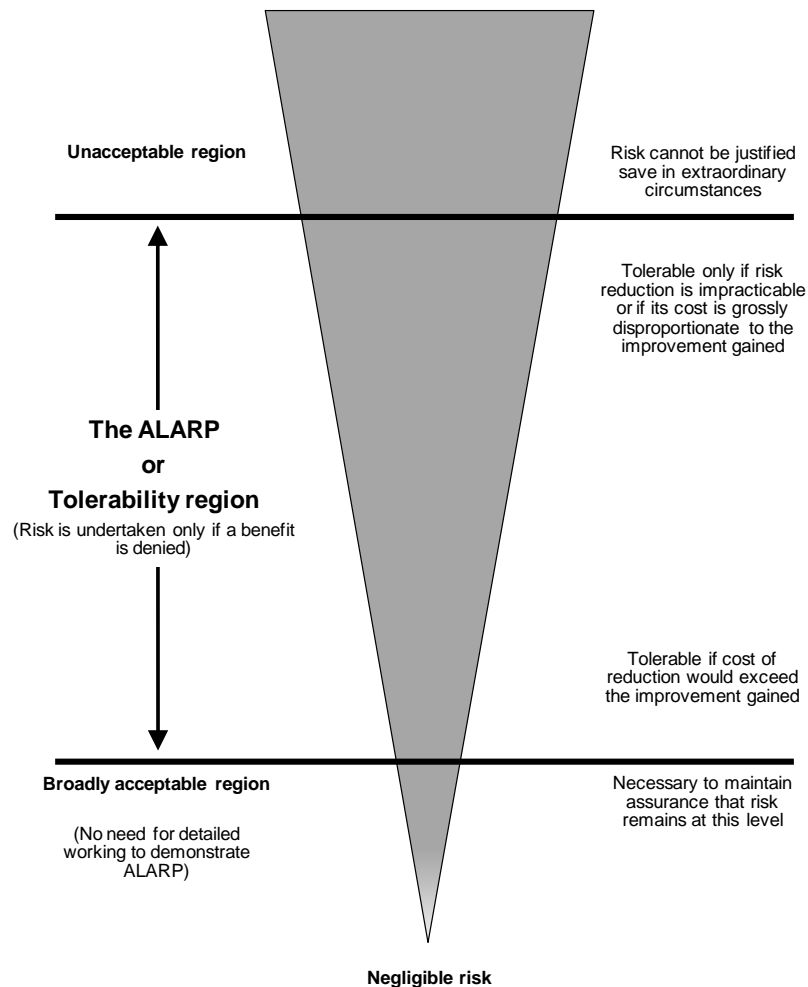 Unacceptable region
Risk cannot be justified
save in extraordinary
circumstances
Tolerable only if risk
reduction is impracticable
or if its cost is grossly
disproportionate to the
improvement gained
The ALARP
or
Tolerability region
(Risk is undertaken only if a benefit
is denied)
Tolerable if cost of
reduction would exceed
the improvement gained
Broadly acceptable region
(No need for detailed
working to demonstrate
ALARP)
Necessary to maintain
assurance that risk
remains at this level
Negligible risk